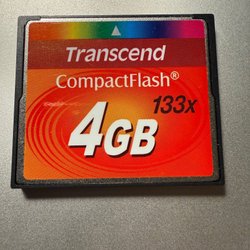 Transcend
CompactFlash®
133x
4GB